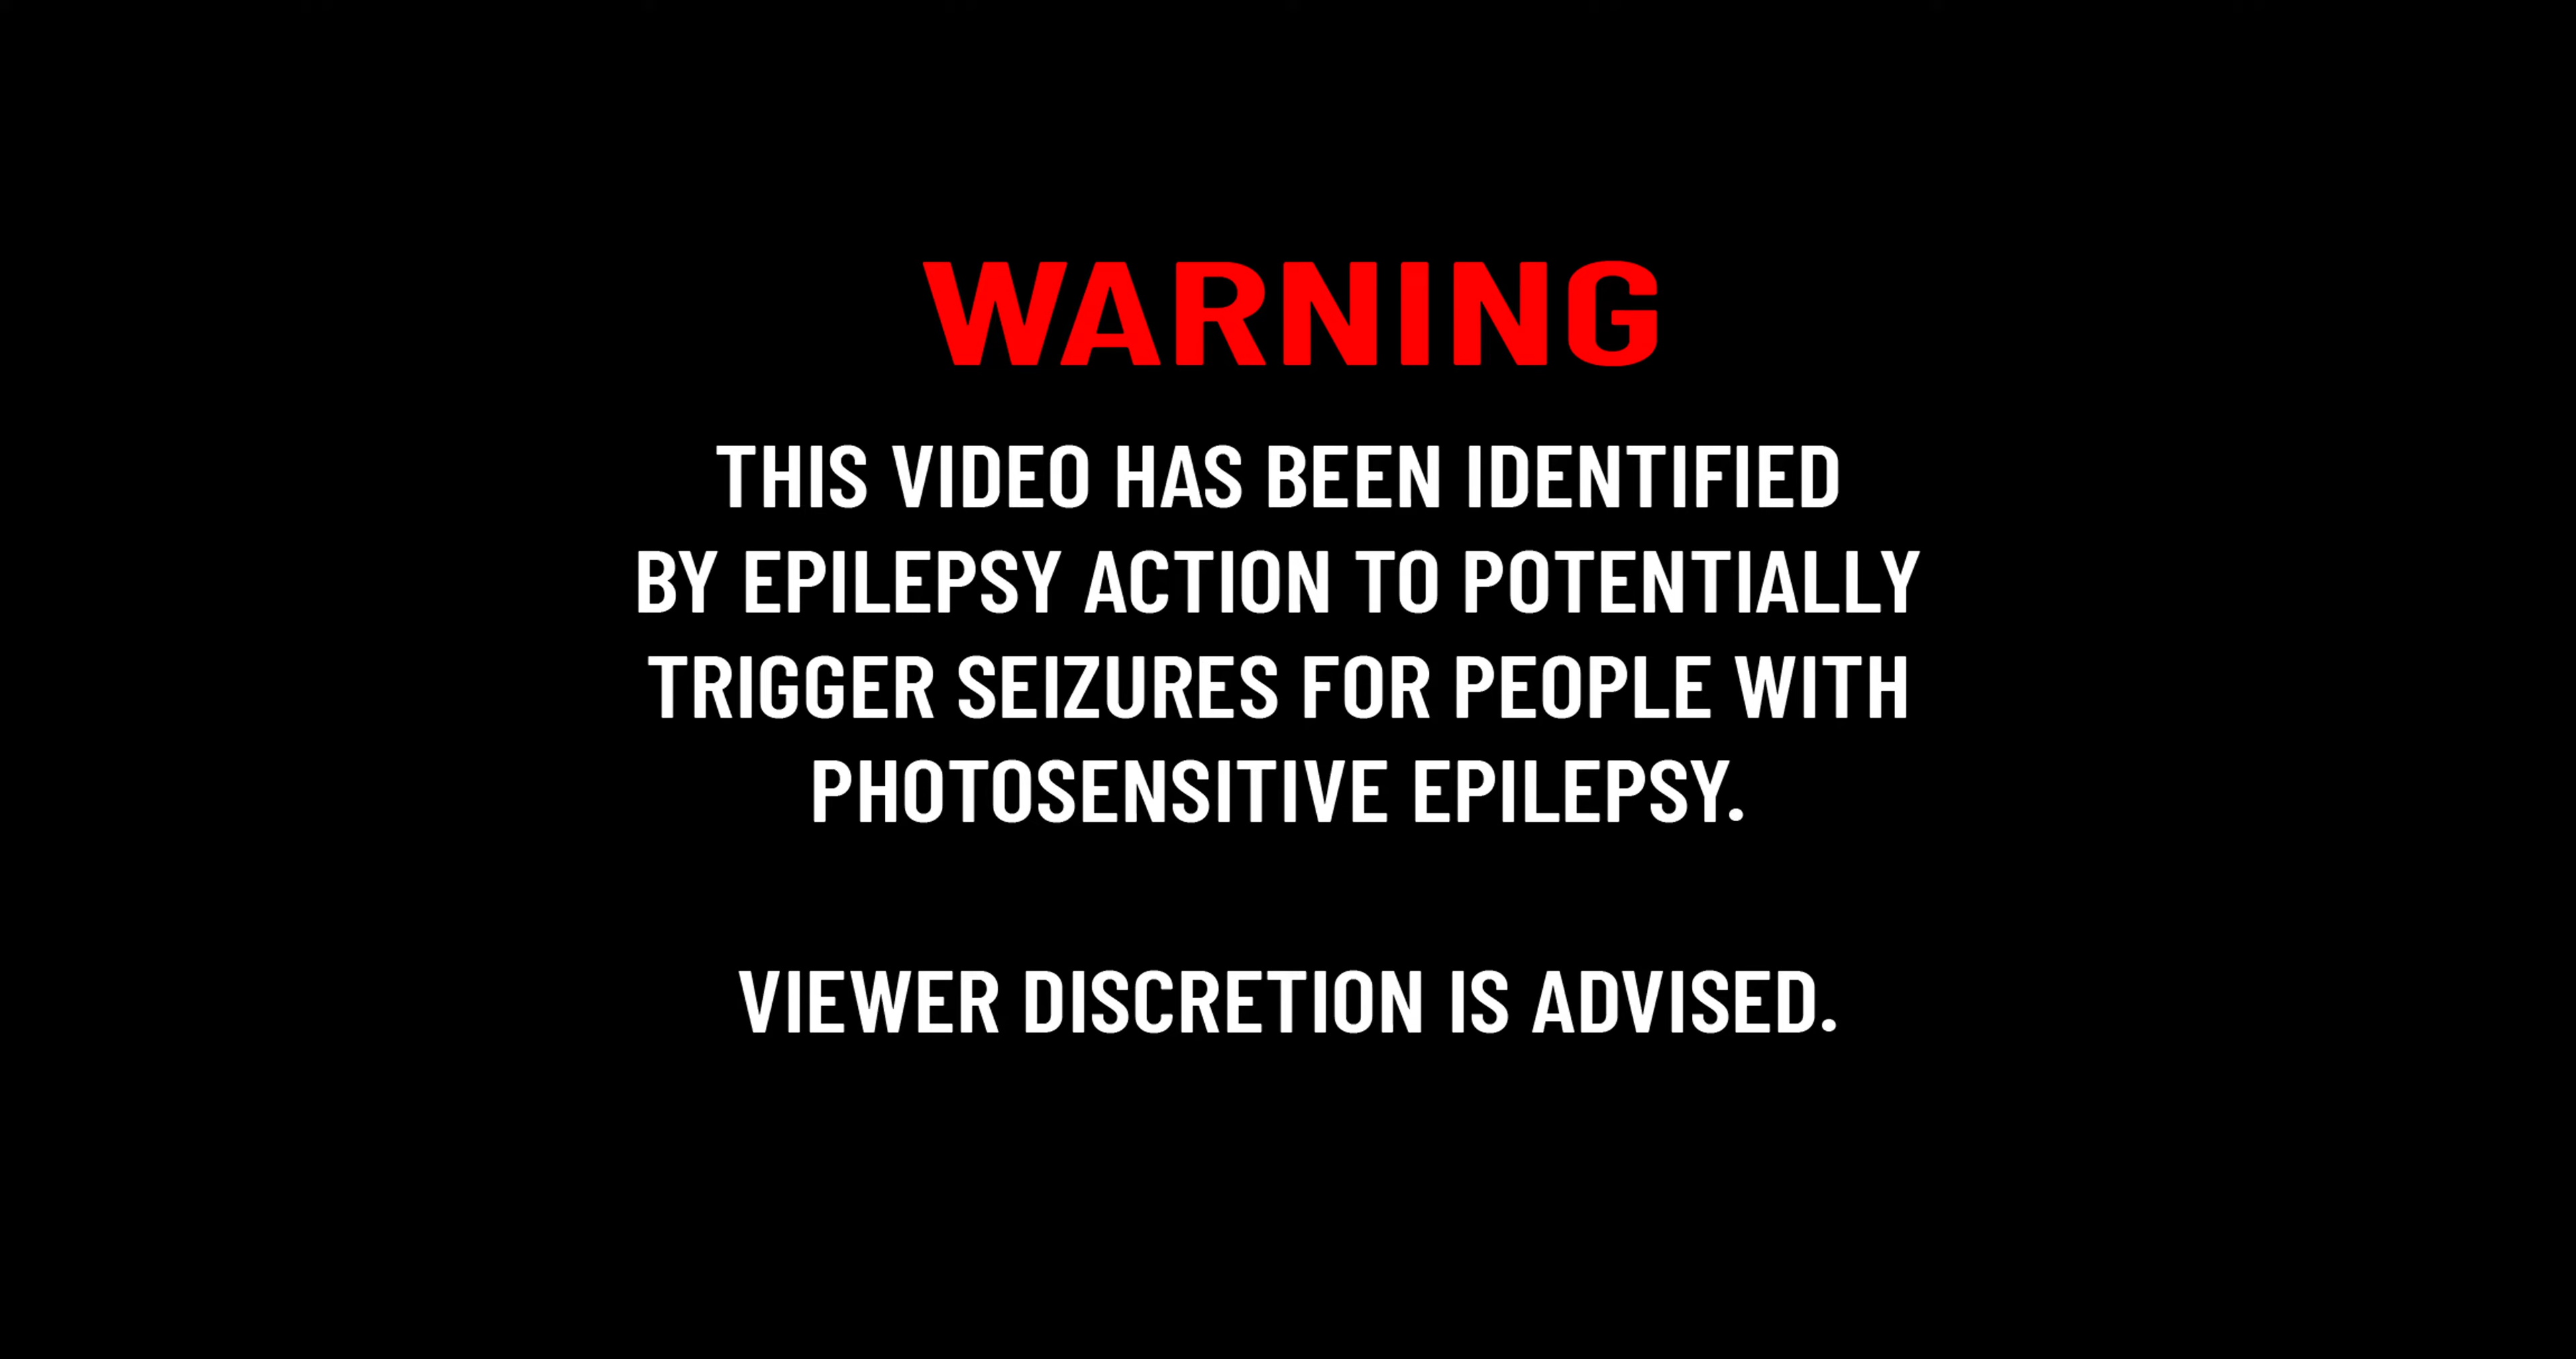 WARNING
THIS VIDEO HAS BEEN IDENTIFIED
BY EPILEPSY ACTION TO POTENTIALLY
TRIGGER SEIZURES FOR PEOPLE WITH
PHOTOSENSITIVE EPILEPSY.
VIEWER DISCRETION IS ADVISED.